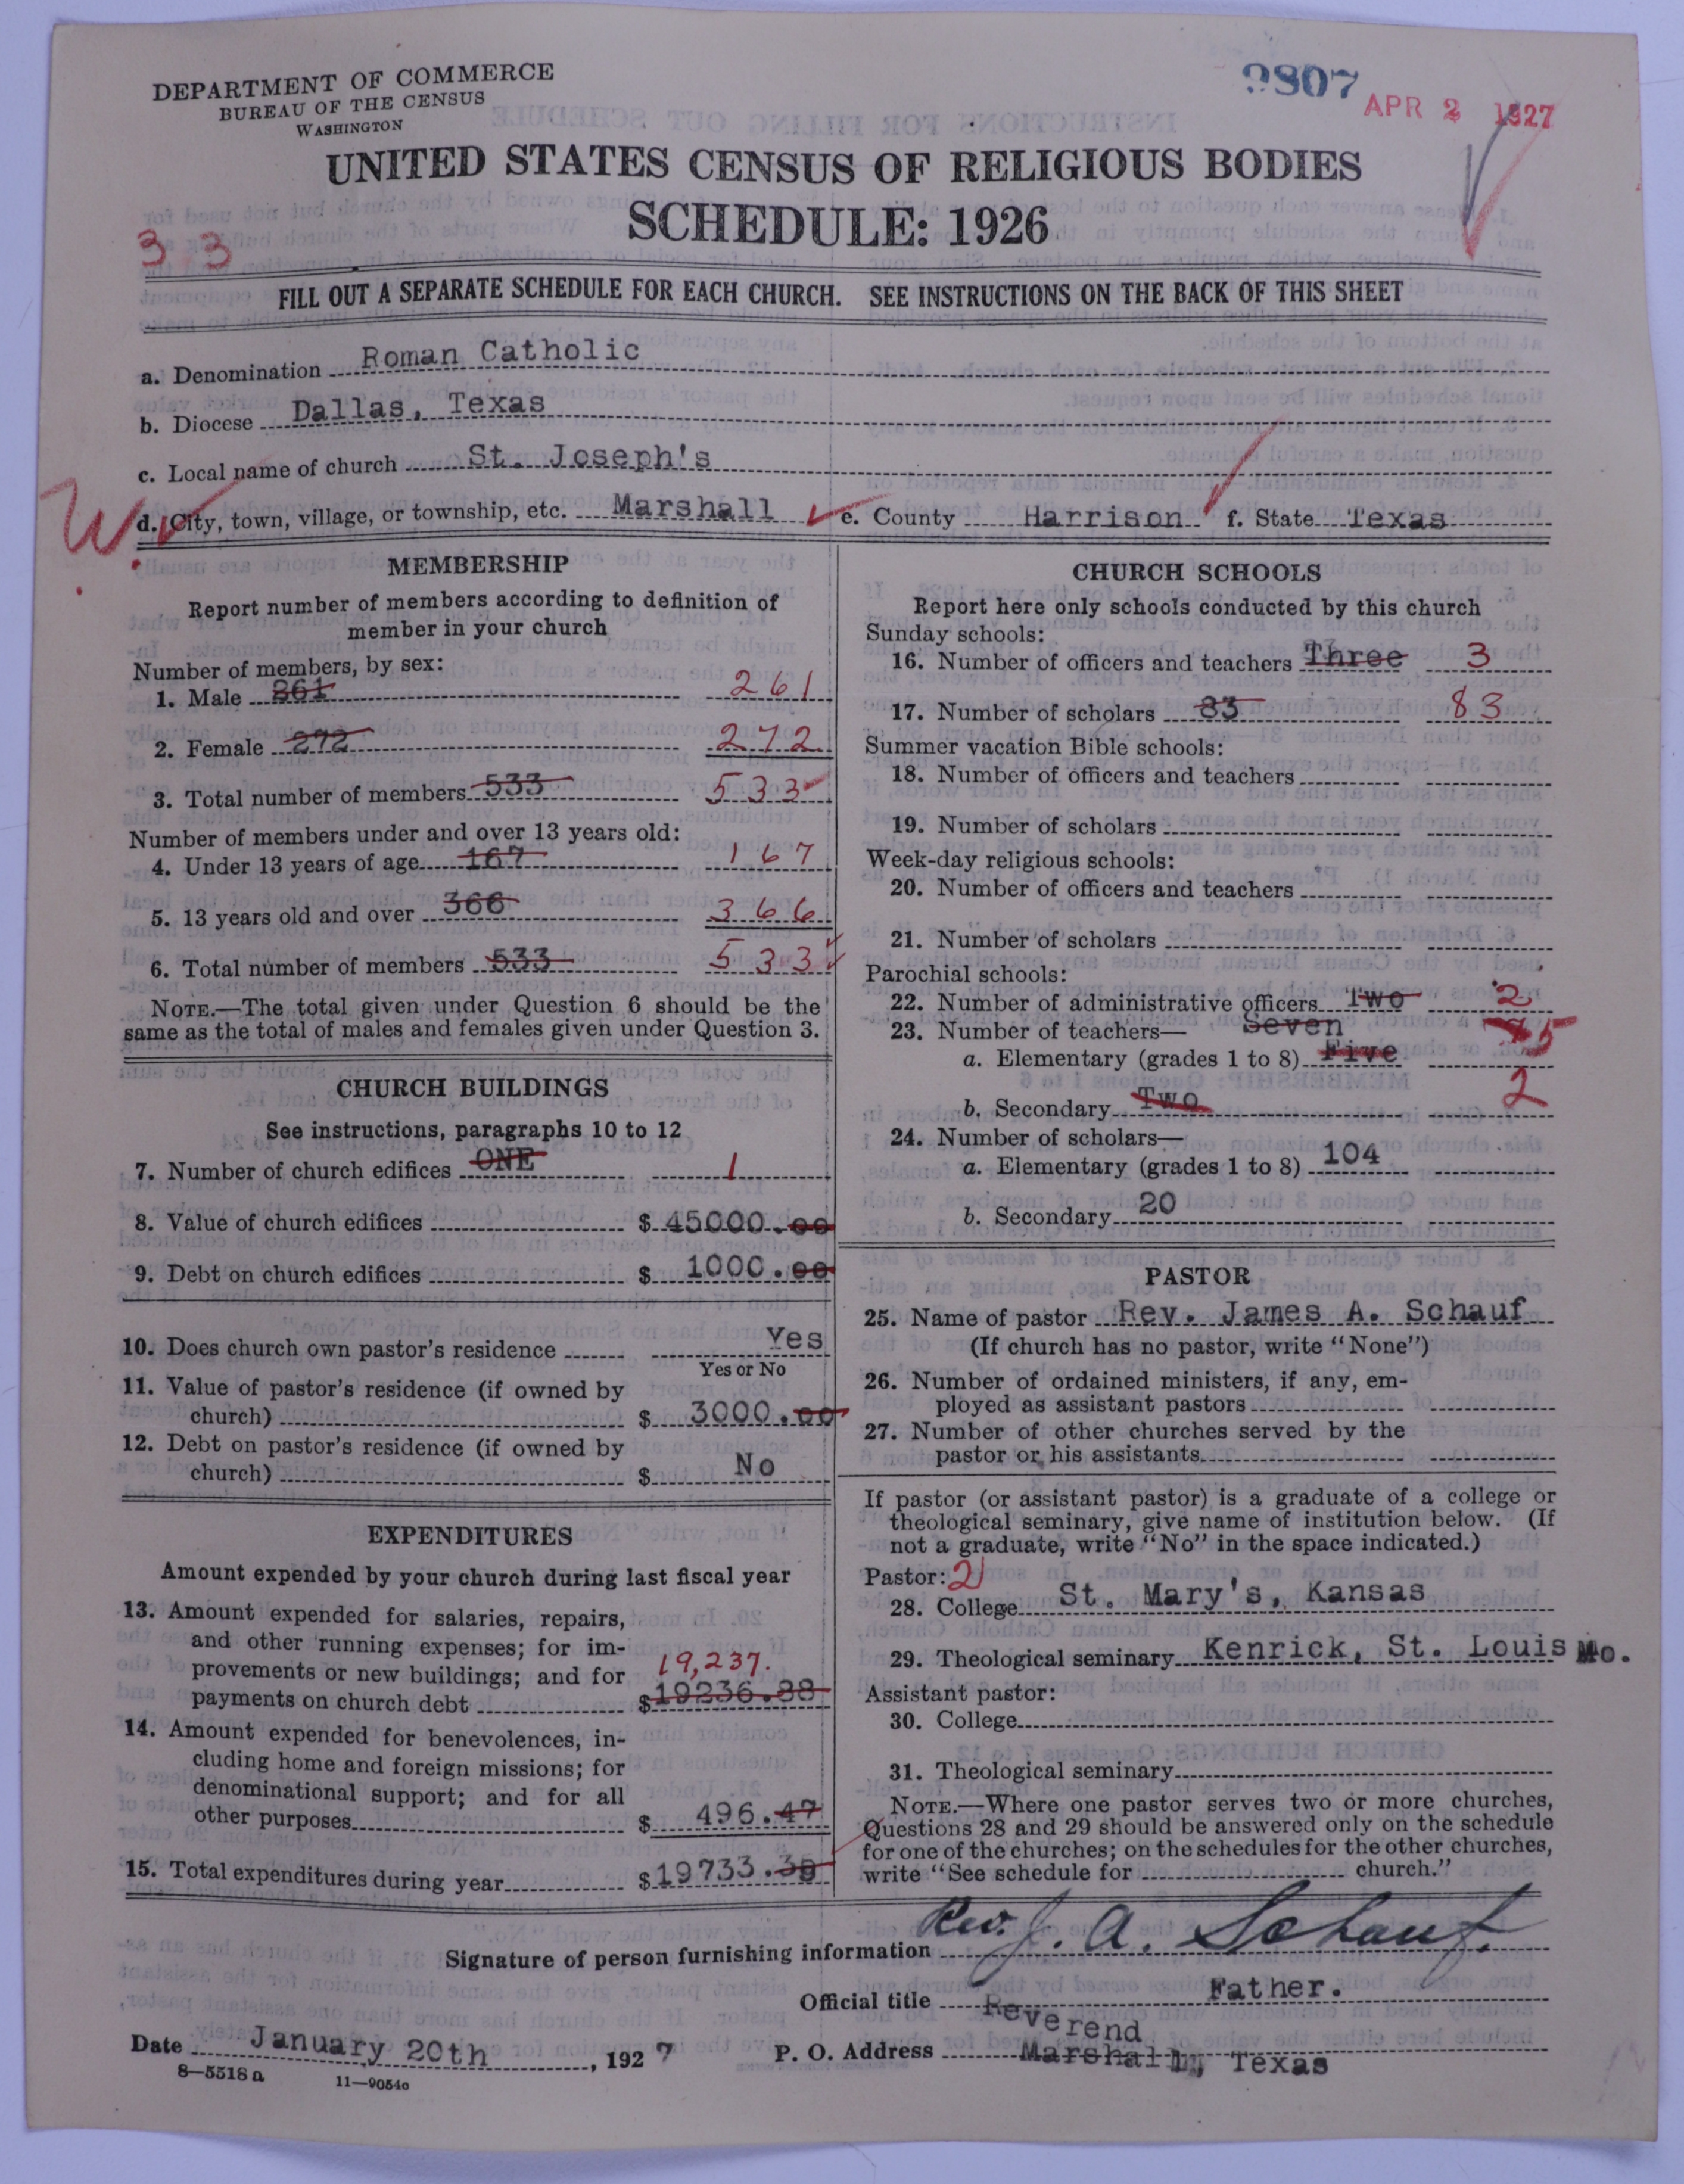 DEPARTMENT OF COMMERCE
BUREAU OF THE CENSUS
WASHINGTON
9807
APR 2 1927
UNITED STATES CENSUS OF RELIGIOUS BODIES
SCHEDULE: 1926
3 3
FILL OUT A SEPARATE SCHEDULE FOR EACH CHURCH. SEE INSTRUCTIONS ON THE BACK OF THIS SHEET
a. Denomination Roman Catholic
b. Diocese Dallas, Texas
c. Local name of church St. Joseph's
W.
d. City, town, village, or township, etc. Marshall e. County Harrison f. State Texas
MEMBERSHIP
Report number of members according to definition of
member in your church
Number of members, by sex:
1. Male 261 261
2. Female 272 272
3. Total number of members 533 533
Number of members under and over 13 years old:
4. Under 13 years of age 167 167
5. 13 years old and over 366 366
6. Total number of members 533 533
NOTE.—The total given under Question 6 should be the
same as the total of males and females given under Question 3.
CHURCH BUILDINGS
See instructions, paragraphs 10 to 12
7. Number of church edifices ONE 1
8. Value of church edifices $ 45000.00
9. Debt on church edifices $ 1000.00
10. Does church own pastor's residence Yes
Yes or No
11. Value of pastor's residence (if owned by
church) $ 3000.00
12. Debt on pastor's residence (if owned by
church) $ No
EXPENDITURES
Amount expended by your church during last fiscal year
13. Amount expended for salaries, repairs,
and other running expenses; for im-
provements or new buildings; and for 19,237.
payments on church debt $19236.88
14. Amount expended for benevolences, in-
cluding home and foreign missions; for
denominational support; and for all
other purposes $ 496.47
15. Total expenditures during year $19733.
CHURCH SCHOOLS
Report here only schools conducted by this church
Sunday schools:
16. Number of officers and teachers Three 3
17. Number of scholars 83 83
Summer vacation Bible schools:
18. Number of officers and teachers
19. Number of scholars
Week-day religious schools:
20. Number of officers and teachers
21. Number of scholars
Parochial schools:
22. Number of administrative officers Two 2
23. Number of teachers— Seven
a. Elementary (grades 1 to 8) Five 5
b. Secondary Two 2
24. Number of scholars—
a. Elementary (grades 1 to 8) 104
b. Secondary 20
PASTOR
25. Name of pastor Rev. James A. Schauf
(If church has no pastor, write "None")
26. Number of ordained ministers, if any, em-
ployed as assistant pastors
27. Number of other churches served by the
pastor or his assistants
If pastor (or assistant pastor) is a graduate of a college or
theological seminary, give name of institution below. (If
not a graduate, write "No" in the space indicated.)
Pastor: 2
28. College St. Mary's, Kansas
29. Theological seminary Kenrick, St. Louis Mo.
Assistant pastor:
30. College
31. Theological seminary
NOTE.—Where one pastor serves two or more churches,
Questions 28 and 29 should be answered only on the schedule
for one of the churches; on the schedules for the other churches,
write "See schedule for church."
Signature of person furnishing information Rev. J. A. Schauf.
Official title Reverend Father.
Date January 20th, 1927
P. O. Address Marshall, Texas
8—5518a 11—9054c